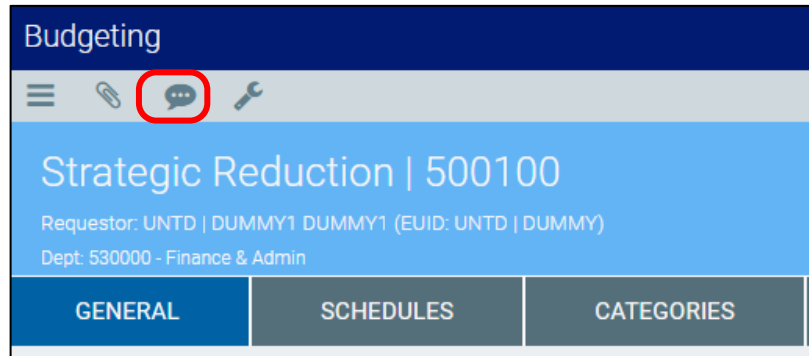 Budgeting
Strategic Reduction | 500100
Requestor: UNTD | DUMMY1 DUMMY1 (EUID: UNTD | DUMMY)
Dept: 530000 - Finance & Admin
GENERAL SCHEDULES CATEGORIES